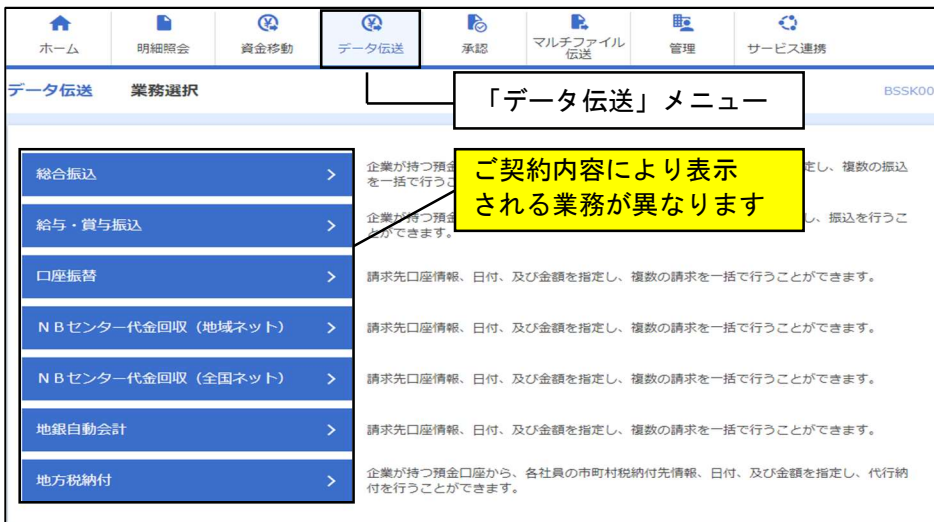 ホーム
明細照会
資金移動
データ伝送
承認
マルチファイル
伝送
管理
サービス連携
データ伝送 業務選択
BSSK00
「データ伝送」メニュー
総合振込
企業が持つ預金
定し、複数の振込
を一括で行うこ
ご契約内容により表示
される業務が異なります
給与・賞与振込
企業が持つ預金
し、振込を行うこ
とができます。
口座振替
請求先口座情報、日付、及び金額を指定し、複数の請求を一括で行うことができます。
ＮＢセンター代金回収（地域ネット）
請求先口座情報、日付、及び金額を指定し、複数の請求を一括で行うことができます。
ＮＢセンター代金回収（全国ネット）
請求先口座情報、日付、及び金額を指定し、複数の請求を一括で行うことができます。
地銀自動会計
請求先口座情報、日付、及び金額を指定し、複数の請求を一括で行うことができます。
地方税納付
企業が持つ預金口座から、各社員の市町村税納付先情報、日付、及び金額を指定し、代行納
付を行うことができます。